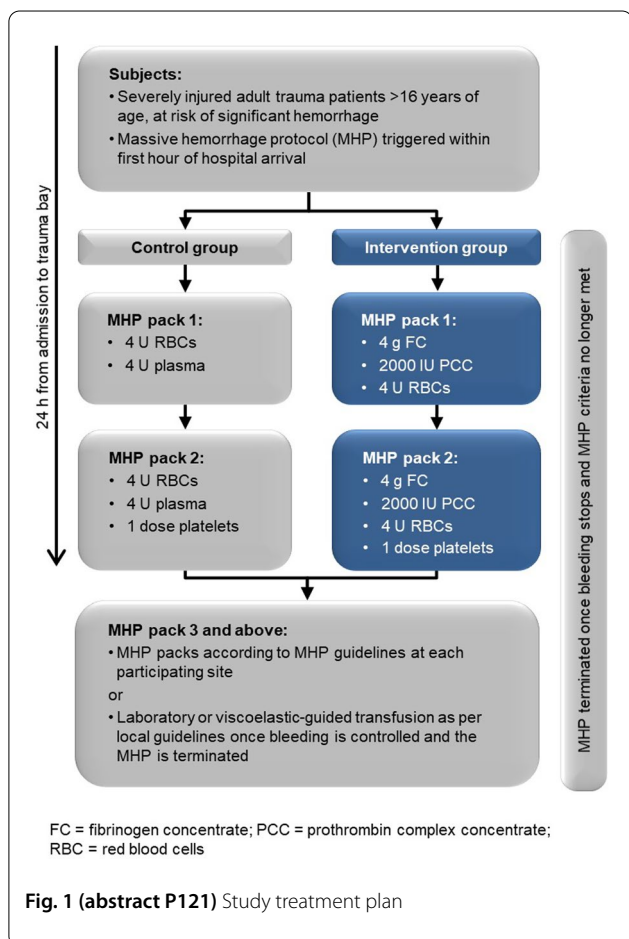 Subjects:
• Severely injured adult trauma patients >16 years of
age, at risk of significant hemorrhage
• Massive hemorrhage protocol (MHP) triggered within
first hour of hospital arrival
24 h from admission to trauma bay
Control group
Intervention group
MHP pack 1:
• 4 U RBCs
• 4 U plasma
MHP pack 1:
• 4 g FC
• 2000 IU PCC
• 4 U RBCs
MHP pack 2:
• 4 U RBCs
• 4 U plasma
• 1 dose platelets
MHP pack 2:
• 4 g FC
• 2000 IU PCC
• 4 U RBCs
• 1 dose platelets
MHP terminated once bleeding stops and MHP criteria no longer met
MHP pack 3 and above:
• MHP packs according to MHP guidelines at each
participating site
or
• Laboratory or viscoelastic-guided transfusion as per
local guidelines once bleeding is controlled and the
MHP is terminated
FC = fibrinogen concentrate; PCC = prothrombin complex concentrate;
RBC = red blood cells
Fig. 1 (abstract P121) Study treatment plan